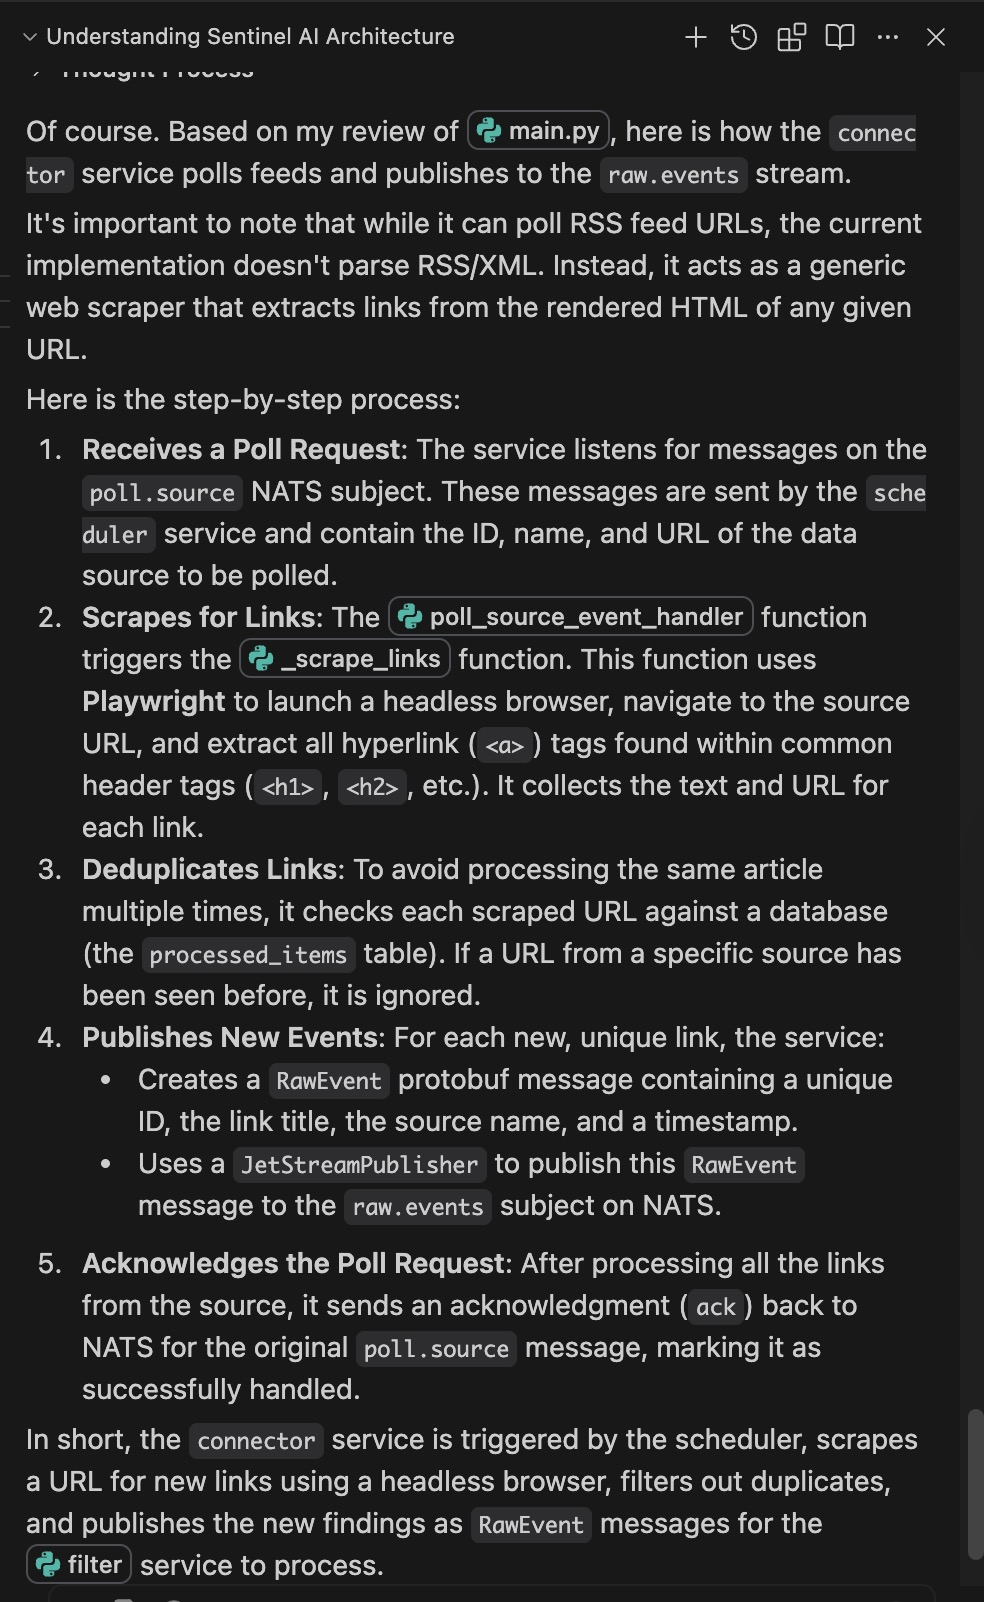 Understanding Sentinel AI Architecture
Thought Process
Of course. Based on my review of main.py, here is how the connec
tor service polls feeds and publishes to the raw.events stream.
It's important to note that while it can poll RSS feed URLs, the current
implementation doesn't parse RSS/XML. Instead, it acts as a generic
web scraper that extracts links from the rendered HTML of any given
URL.
Here is the step-by-step process:
1. Receives a Poll Request: The service listens for messages on the
poll.source NATS subject. These messages are sent by the sche
duler service and contain the ID, name, and URL of the data
source to be polled.
2. Scrapes for Links: The poll_source_event_handler function
triggers the _scrape_links function. This function uses
Playwright to launch a headless browser, navigate to the source
URL, and extract all hyperlink (<a>) tags found within common
header tags (<h1>, <h2>, etc.). It collects the text and URL for
each link.
3. Deduplicates Links: To avoid processing the same article
multiple times, it checks each scraped URL against a database
(the processed_items table). If a URL from a specific source has
been seen before, it is ignored.
4. Publishes New Events: For each new, unique link, the service:
• Creates a RawEvent protobuf message containing a unique
ID, the link title, the source name, and a timestamp.
• Uses a JetStreamPublisher to publish this RawEvent
message to the raw.events subject on NATS.
5. Acknowledges the Poll Request: After processing all the links
from the source, it sends an acknowledgment (ack) back to
NATS for the original poll.source message, marking it as
successfully handled.
In short, the connector service is triggered by the scheduler, scrapes
a URL for new links using a headless browser, filters out duplicates,
and publishes the new findings as RawEvent messages for the
filter service to process.